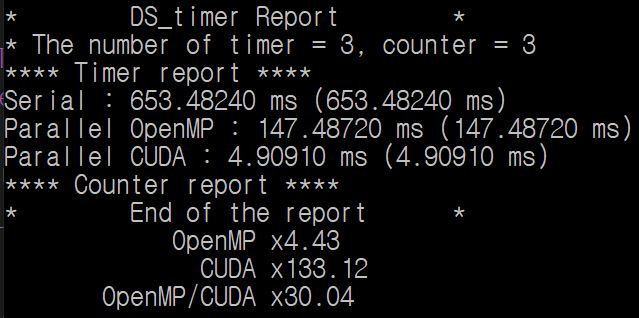 *        DS_timer Report        *
* The number of timer = 3, counter = 3
**** Timer report ****
Serial : 653.48240 ms (653.48240 ms)
Parallel OpenMP : 147.48720 ms (147.48720 ms)
Parallel CUDA : 4.90910 ms (4.90910 ms)
**** Counter report ****
*        End of the report        *
OpenMP x4.43
CUDA x133.12
OpenMP/CUDA x30.04